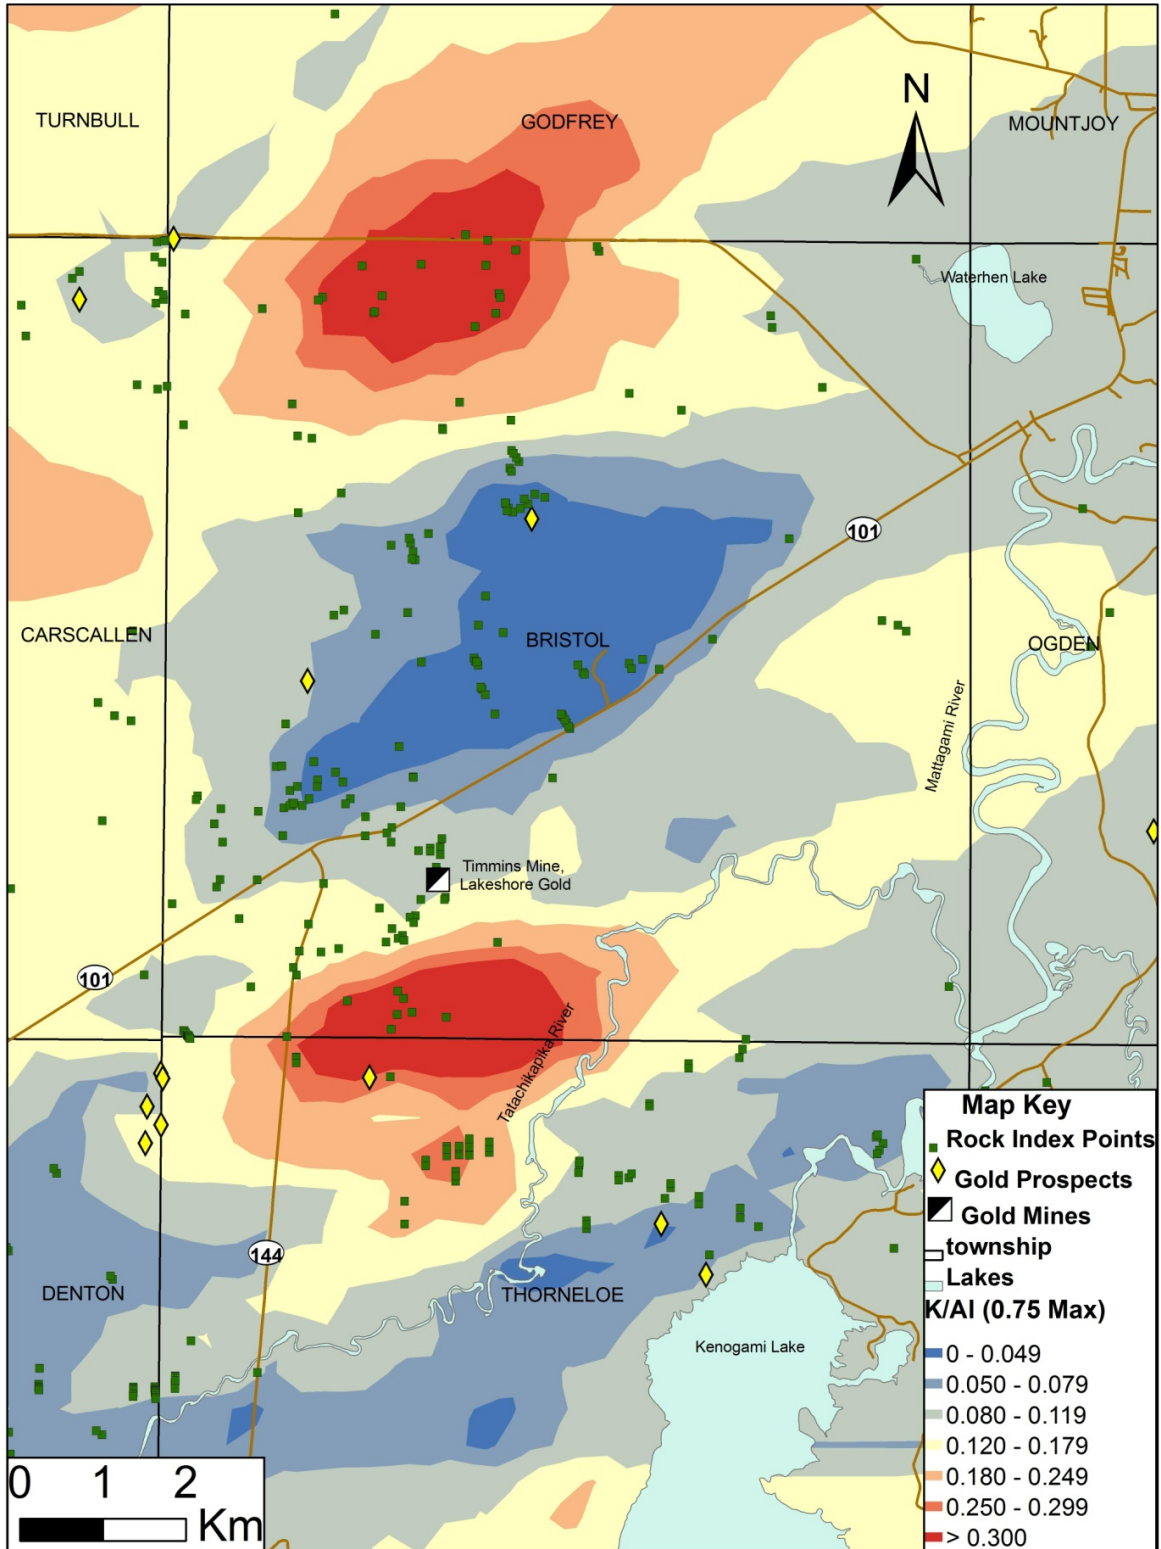 N
TURNBULL
GODFREY
MOUNTJOY
Waterhen Lake
101
CARSCALLEN
BRISTOL
OGDEN
Mattagami River
Timmins Mine,
Lakeshore Gold
101
Tatachikapika River
144
DENTON
THORNELOE
Kenogami Lake
Map Key
Rock Index Points
Gold Prospects
Gold Mines
township
Lakes
K/Al (0.75 Max)
0 - 0.049
0.050 - 0.079
0.080 - 0.119
0.120 - 0.179
0.180 - 0.249
0.250 - 0.299
> 0.300
0 1 2
Km